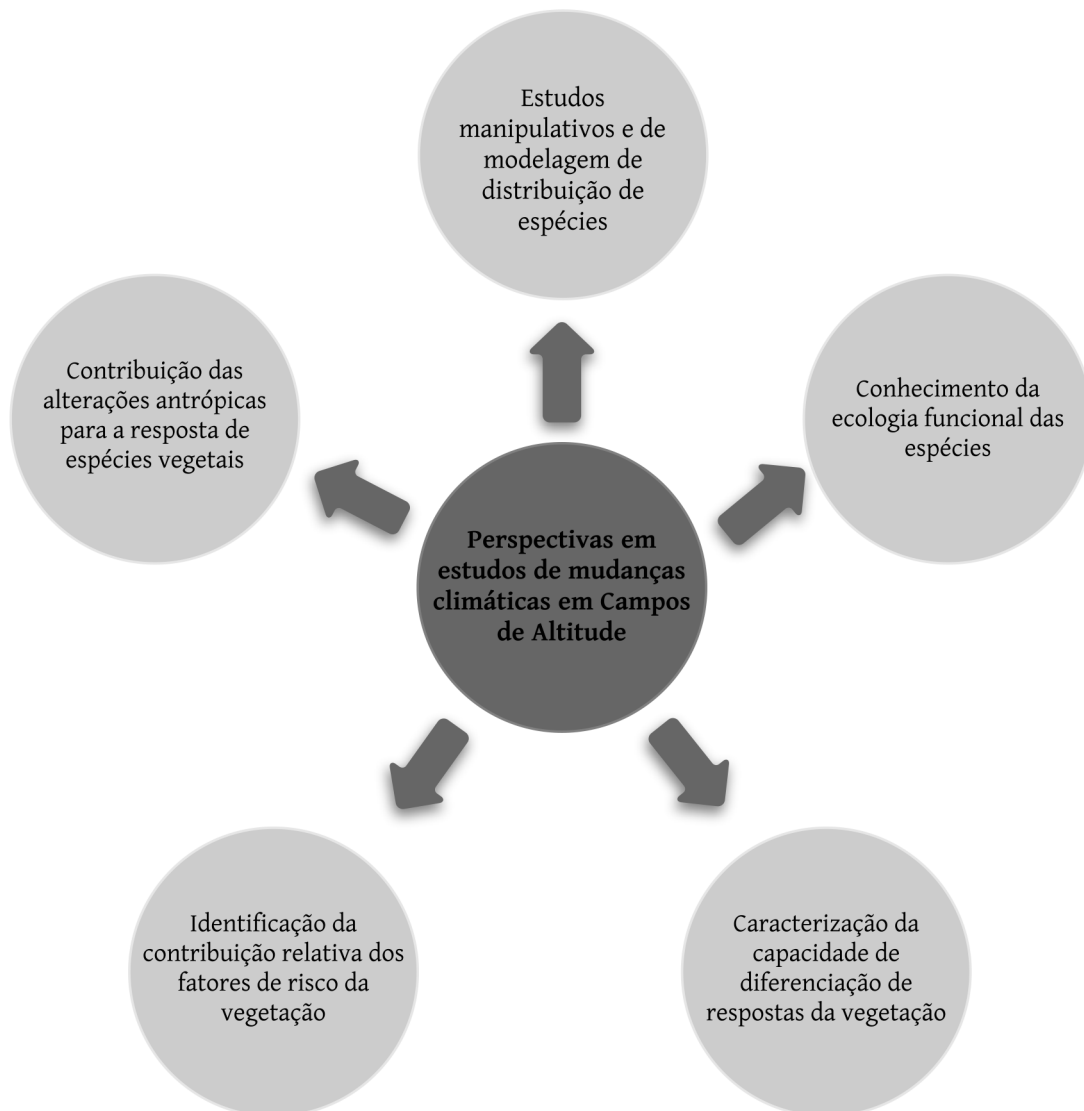 Estudos
manipulativos e de
modelagem de
distribuição de
espécies
Contribuição das
alterações antrópicas
para a resposta de
espécies vegetais
Conhecimento da
ecologia funcional das
espécies
Perspectivas em
estudos de mudanças
climáticas em Campos
de Altitude
Identificação da
contribuição relativa dos
fatores de risco da
vegetação
Caracterização da
capacidade de
diferenciação de
respostas da vegetação